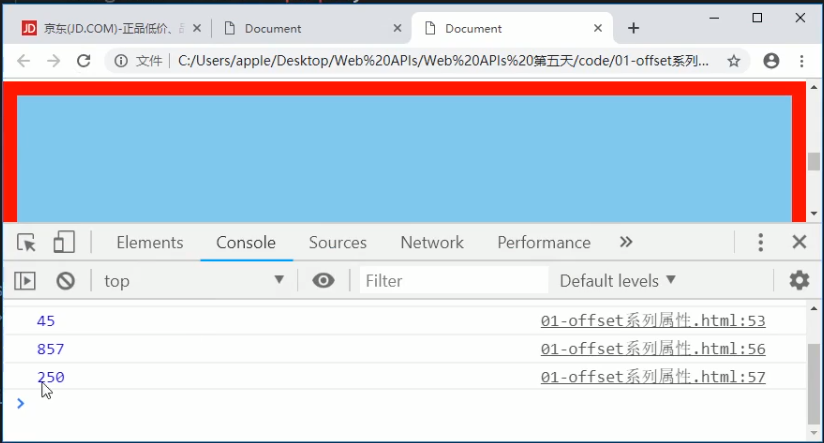 JD 京东(JD.COM)-正品低价、
Document
Document
文件 C:/Users/apple/Desktop/Web%20APIs/Web%20APIs%20第五天/code/01-offset系列...
Elements Console Sources Network Performance
top Filter Default levels
45 01-offset系列属性.html:53
857 01-offset系列属性.html:56
250 01-offset系列属性.html:57